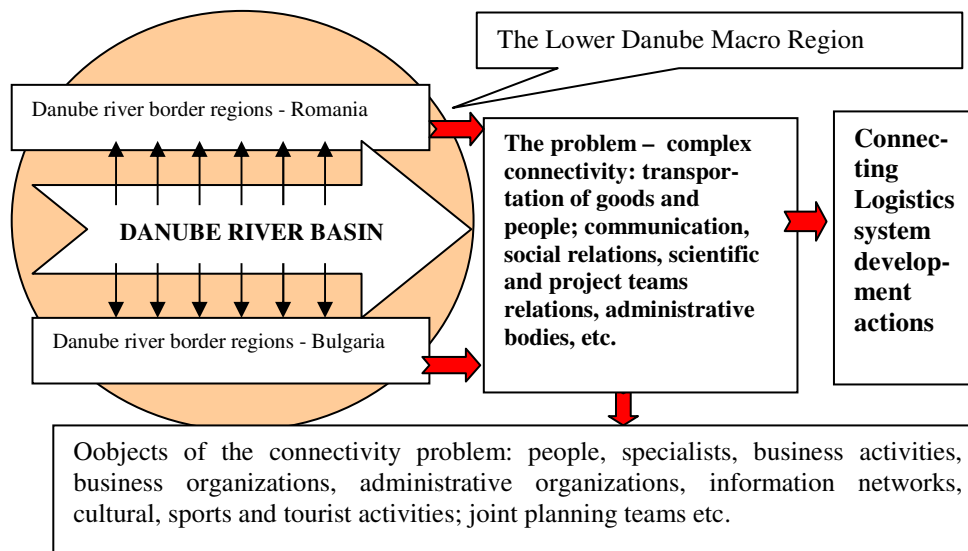 The Lower Danube Macro Region
Danube river border regions - Romania
DANUBE RIVER BASIN
Danube river border regions - Bulgaria
The problem – complex
connectivity: transpor-
tation of goods and
people; communication,
social relations, scientific
and project teams
relations, administrative
bodies, etc.
Connec-
ting
Logistics
system
develop-
ment
actions
Oobjects of the connectivity problem: people, specialists, business activities,
business organizations, administrative organizations, information networks,
cultural, sports and tourist activities; joint planning teams etc.